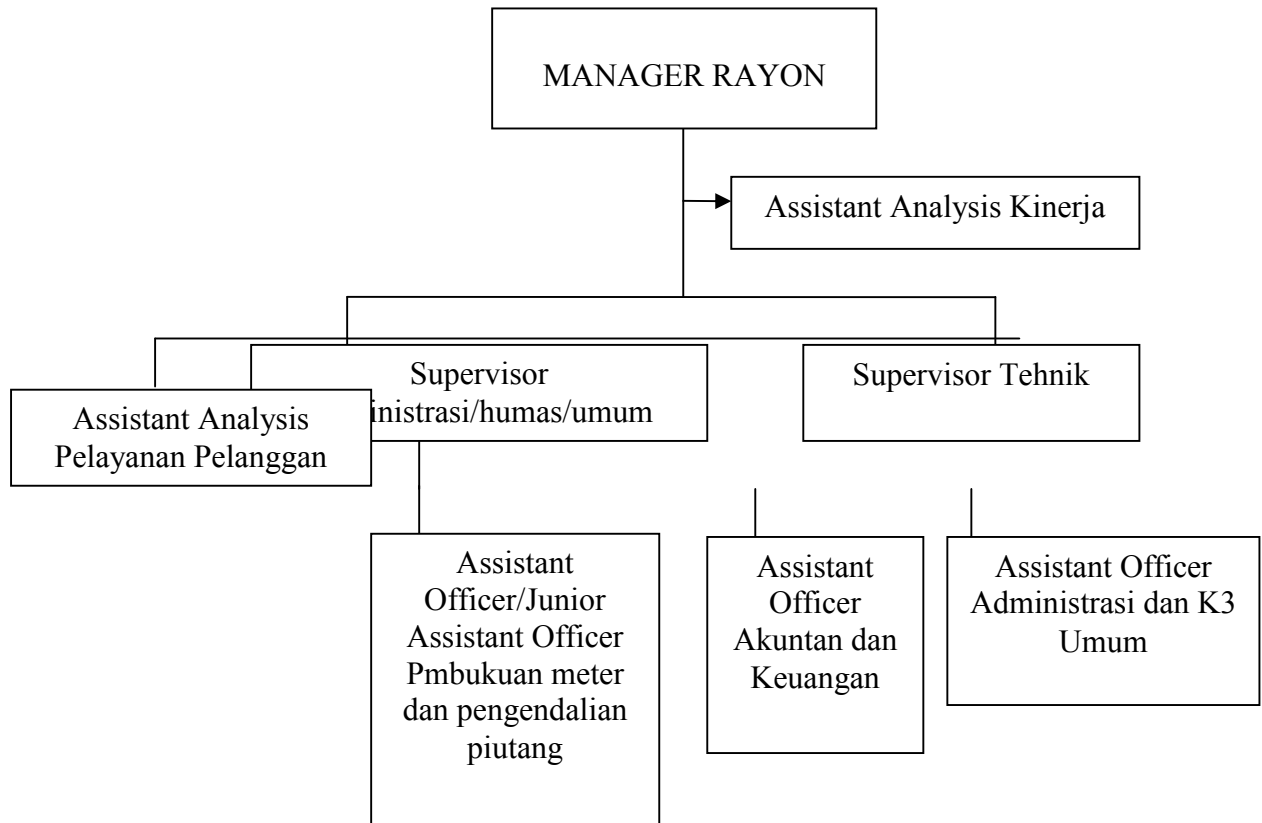 MANAGER RAYON
Assistant Analysis Kinerja
Supervisor
inistrasi/humas/umum
Supervisor Tehnik
Assistant Analysis
Pelayanan Pelanggan
Assistant
Officer/Junior
Assistant Officer
Pmbukuan meter
dan pengendalian
piutang
Assistant
Officer
Akuntan dan
Keuangan
Assistant Officer
Administrasi dan K3
Umum